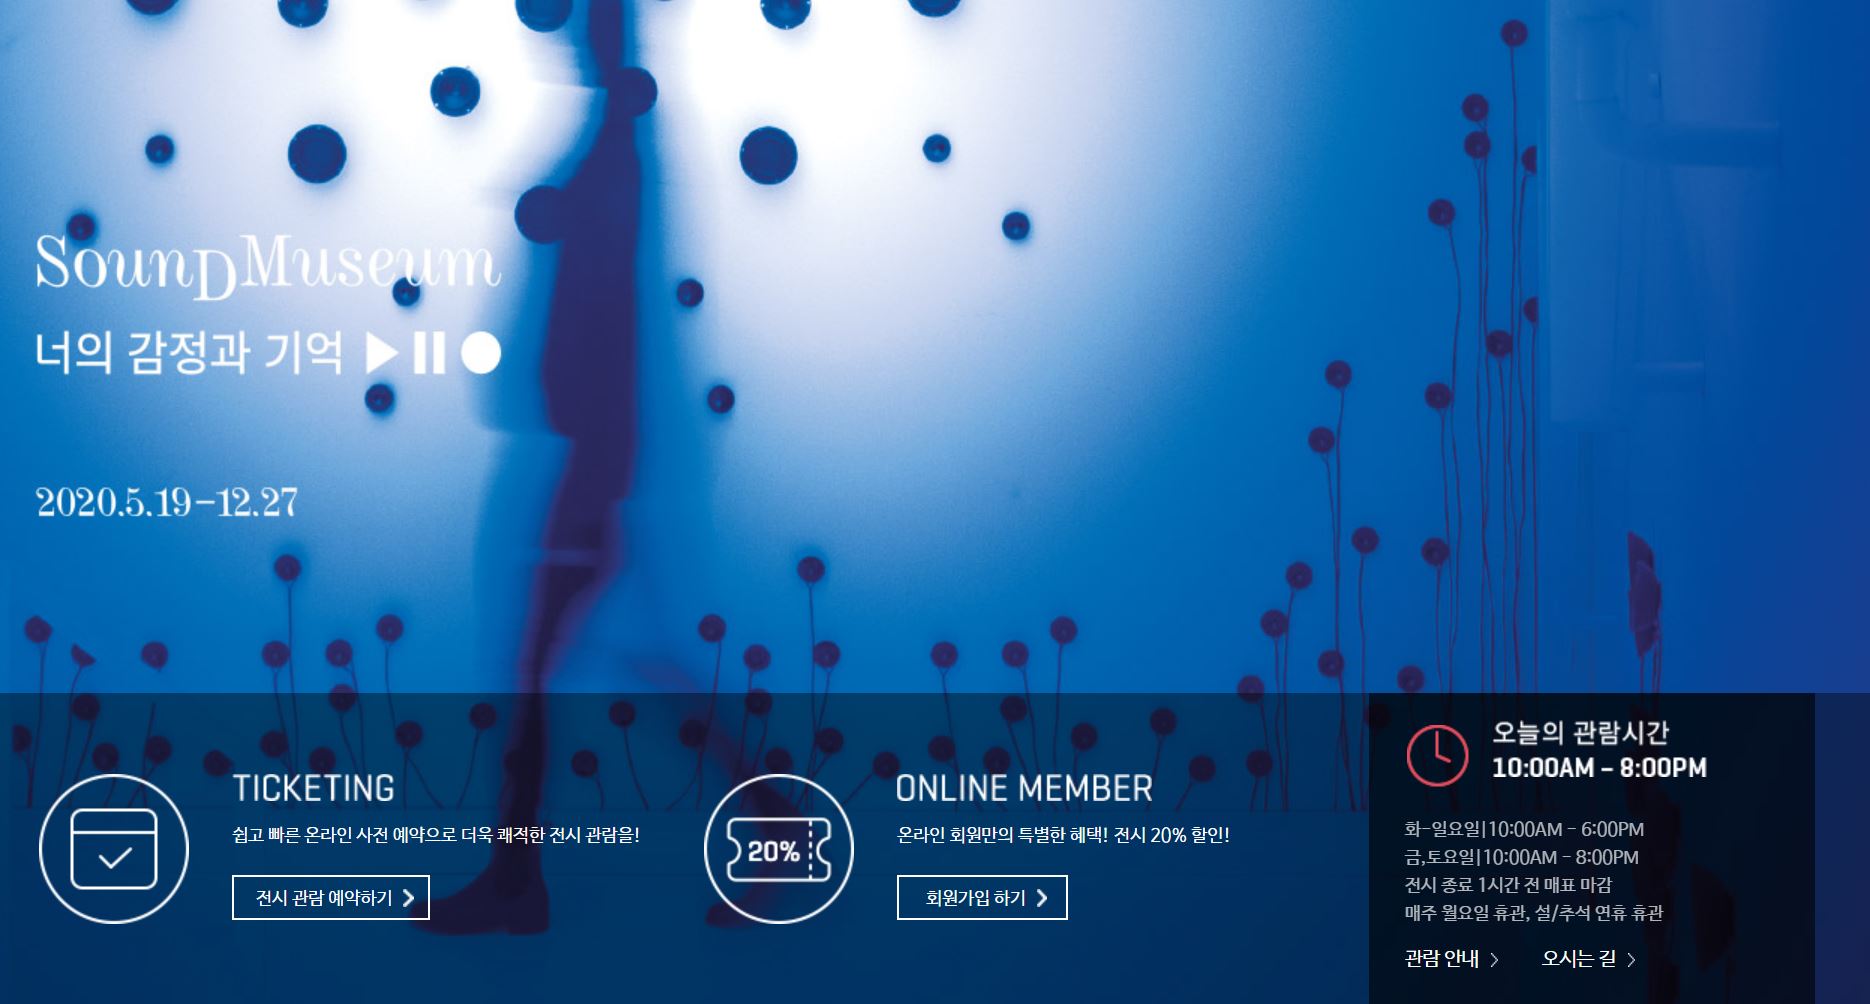 SounDMuseum
너의 감정과 기억 ▶⏸●
2020.5.19–12.27
TICKETING
쉽고 빠른 온라인 사전 예약으로 더욱 쾌적한 전시 관람을!
전시 관람 예약하기 >
20%
ONLINE MEMBER
온라인 회원만의 특별한 혜택! 전시 20% 할인!
회원가입 하기 >
오늘의 관람시간
10:00AM – 8:00PM
화-일요일|10:00AM - 6:00PM
금,토요일|10:00AM - 8:00PM
전시 종료 1시간 전 매표 마감
매주 월요일 휴관, 설/추석 연휴 휴관
관람 안내 > 오시는 길 >